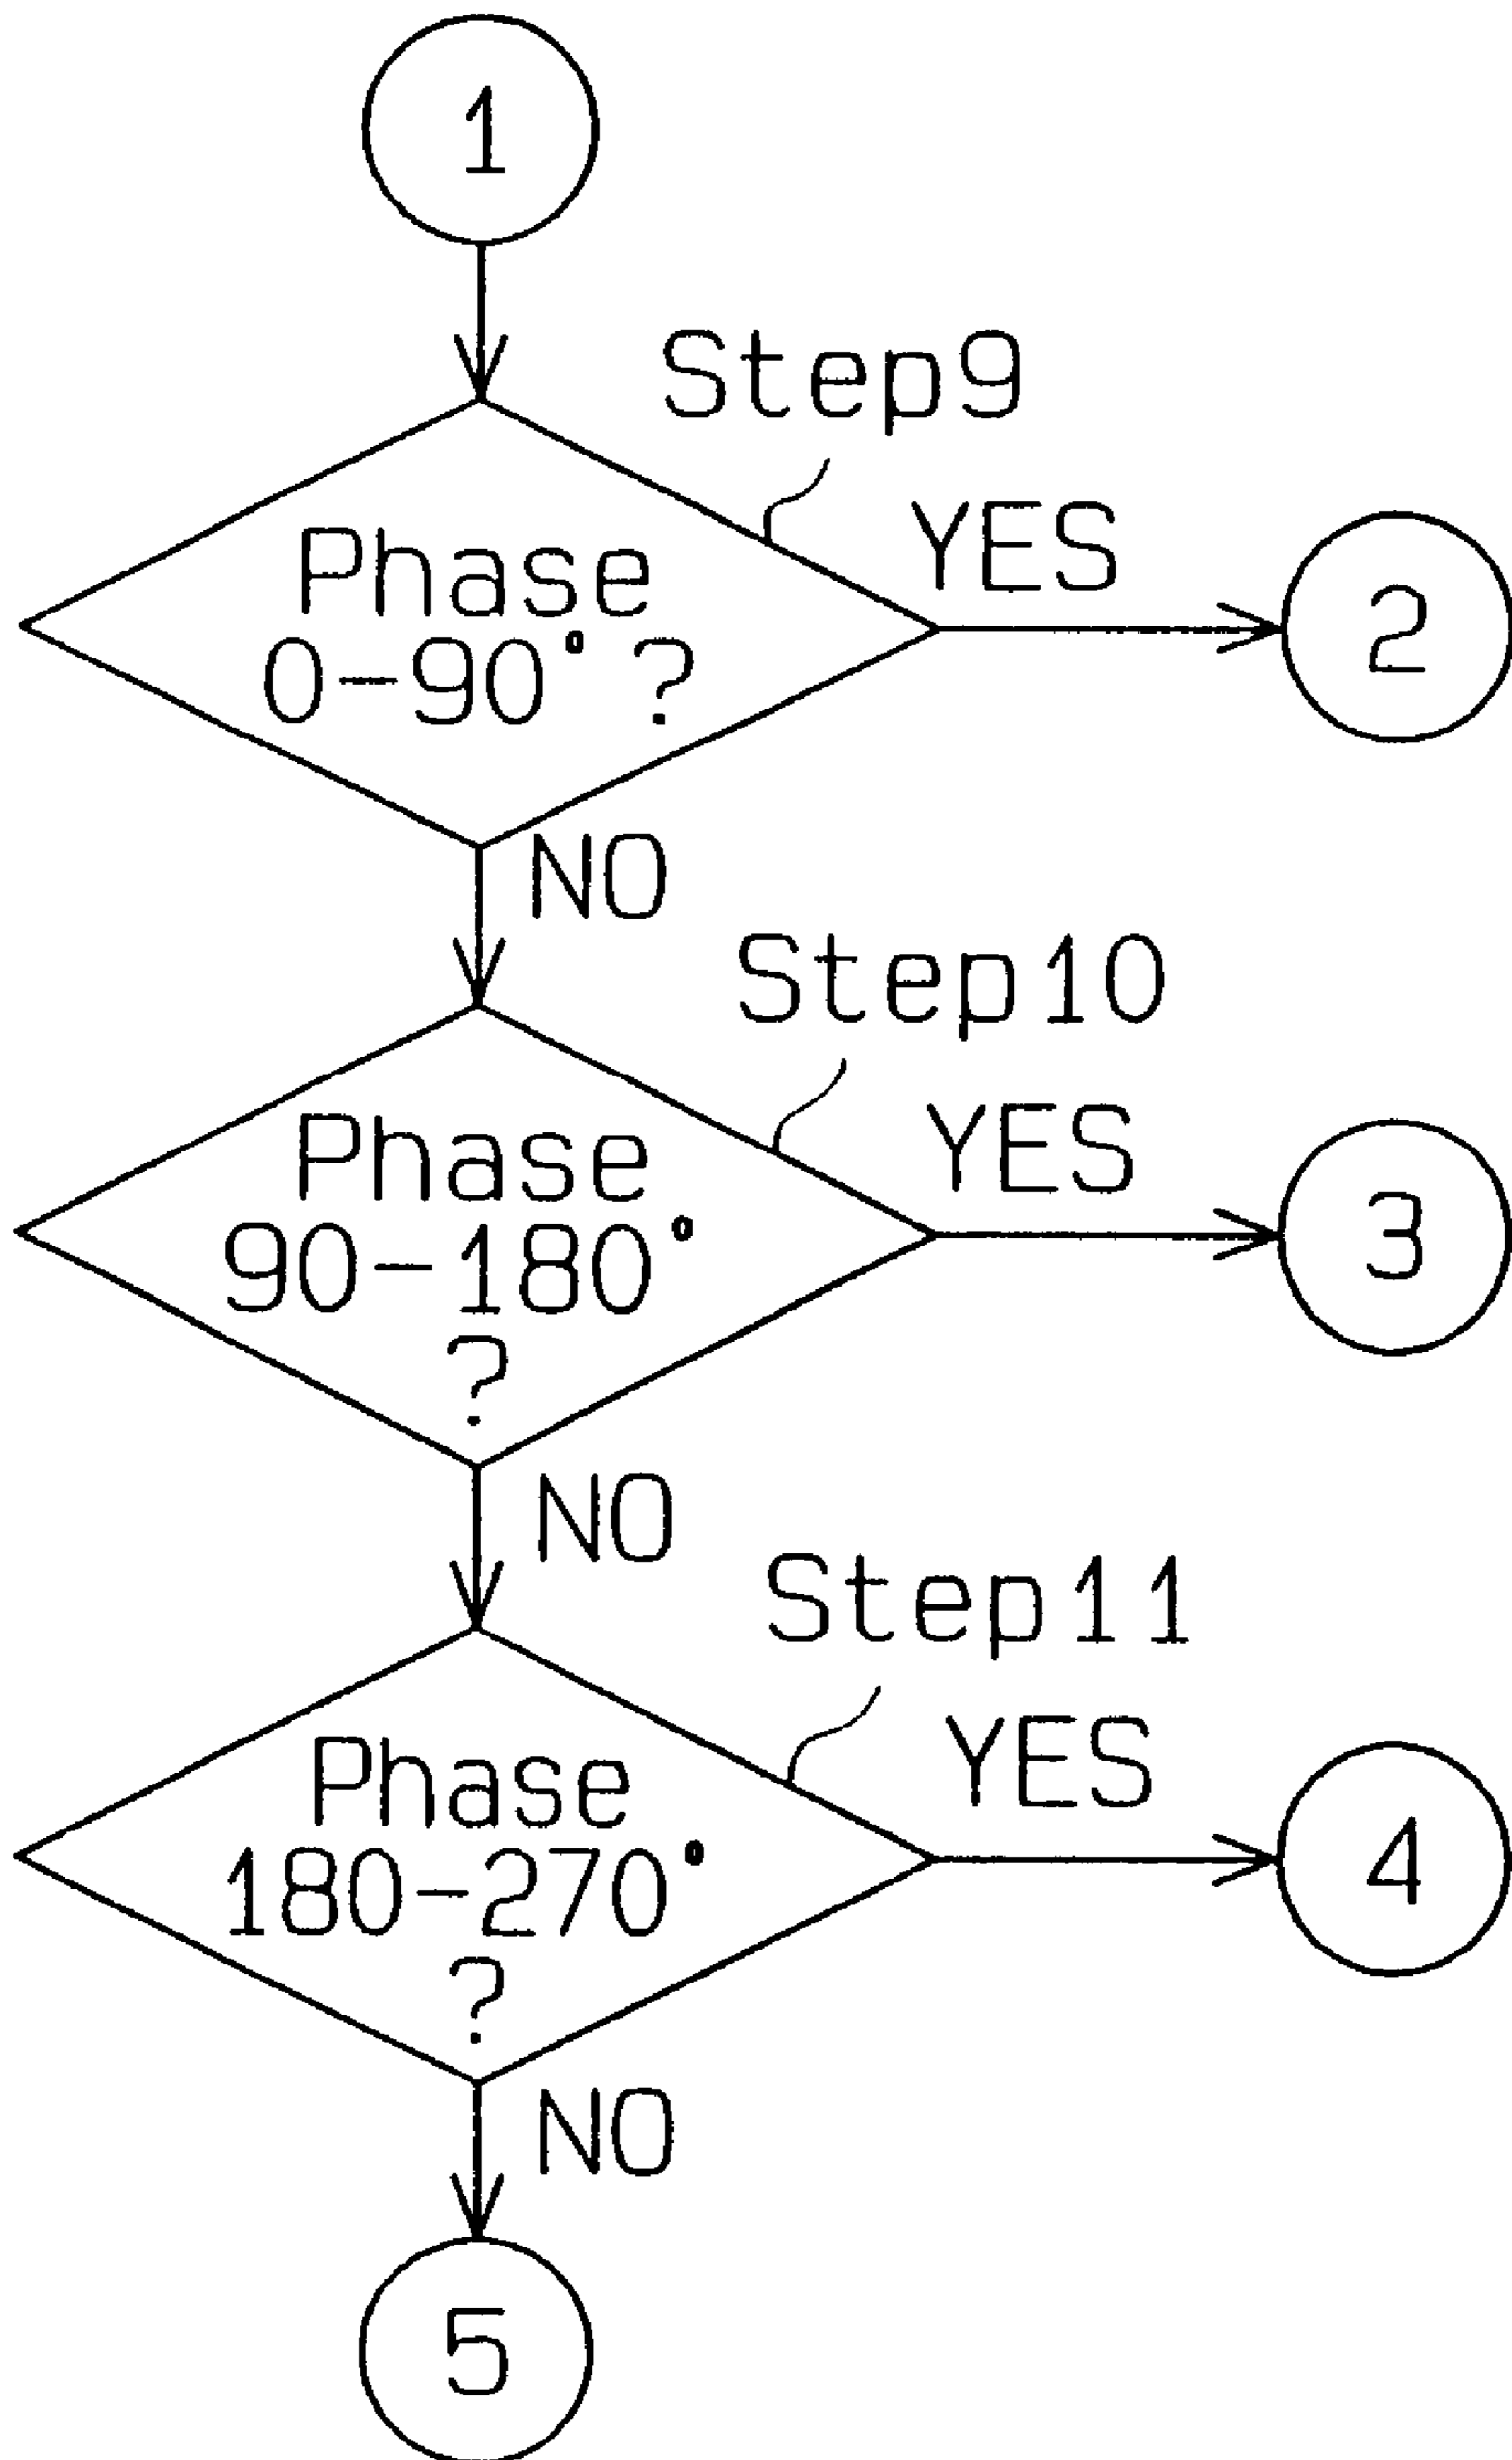 1
Step9
Phase
0-90° ?
YES
2
NO
Step10
Phase
90-180°
?
YES
3
NO
Step11
Phase
180-270°
?
YES
4
NO
5